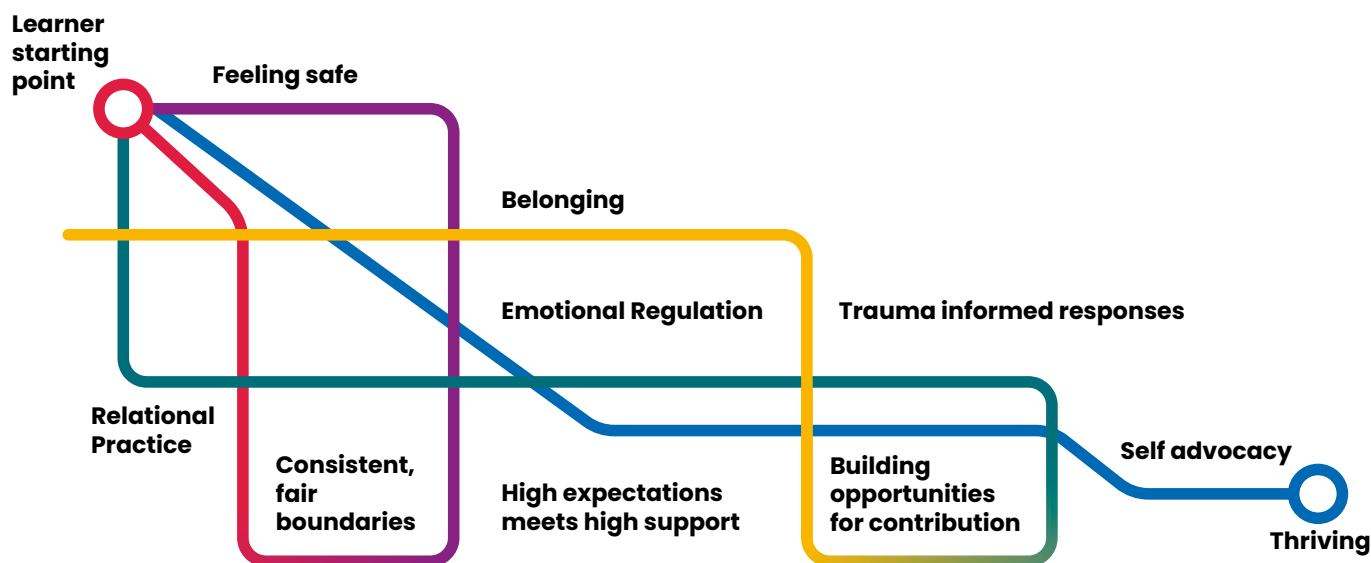 Learner
starting
point
Feeling safe
Belonging
Emotional Regulation
Trauma informed responses
Relational
Practice
Consistent,
fair
boundaries
High expectations
meets high support
Building
opportunities
for contribution
Self advocacy
Thriving